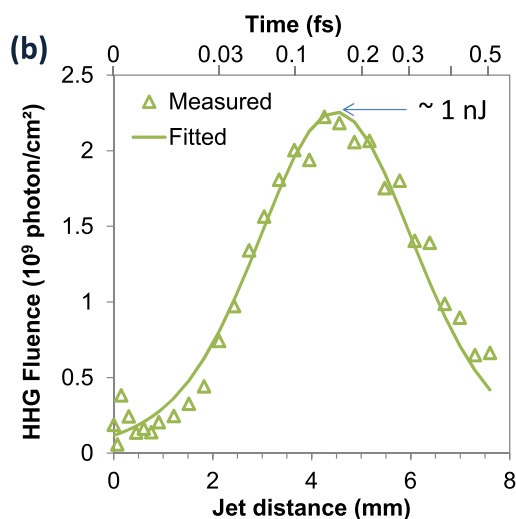 Time (fs)
0 0.03 0.1 0.2 0.3 0.5
(b)
2.5
Measured
~ 1 nJ
Fitted
2
1.5
1
0.5
0
HHG Fluence (10⁹ photon/cm²)
0 2 4 6 8
Jet distance (mm)